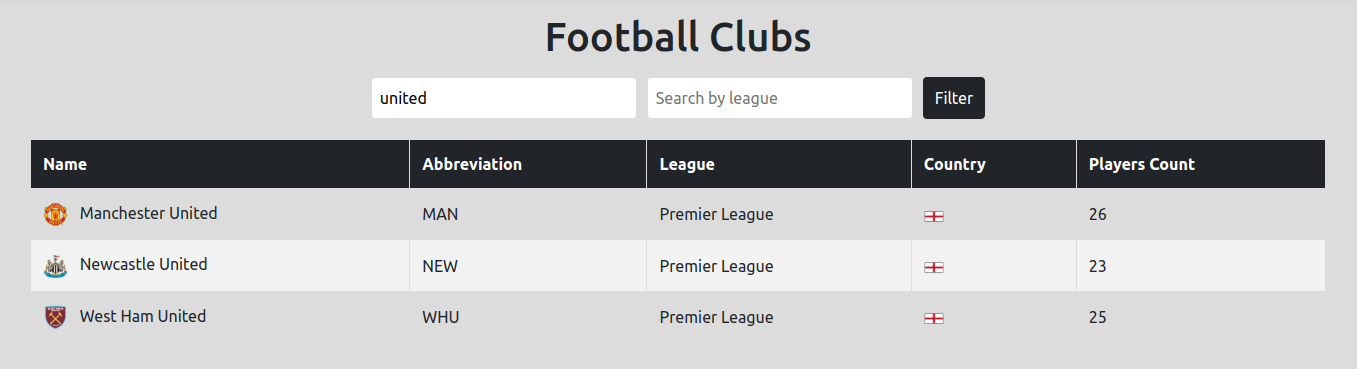 Football Clubs
united Search by league Filter
Name Abbreviation League Country Players Count
Manchester United MAN Premier League 26
Newcastle United NEW Premier League 23
West Ham United WHU Premier League 25